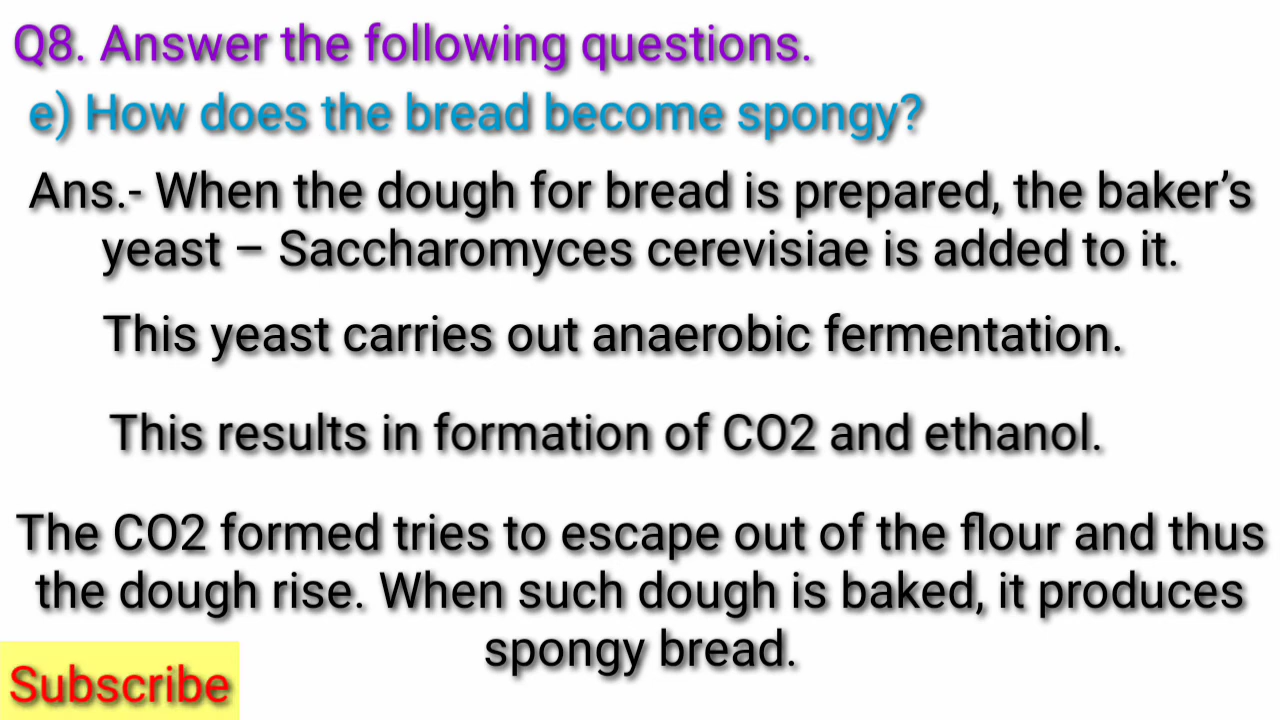 Q8. Answer the following questions.
e) How does the bread become spongy?
Ans.- When the dough for bread is prepared, the baker’s
yeast – Saccharomyces cerevisiae is added to it.
This yeast carries out anaerobic fermentation.
This results in formation of CO2 and ethanol.
The CO2 formed tries to escape out of the flour and thus
the dough rise. When such dough is baked, it produces
spongy bread.
Subscribe